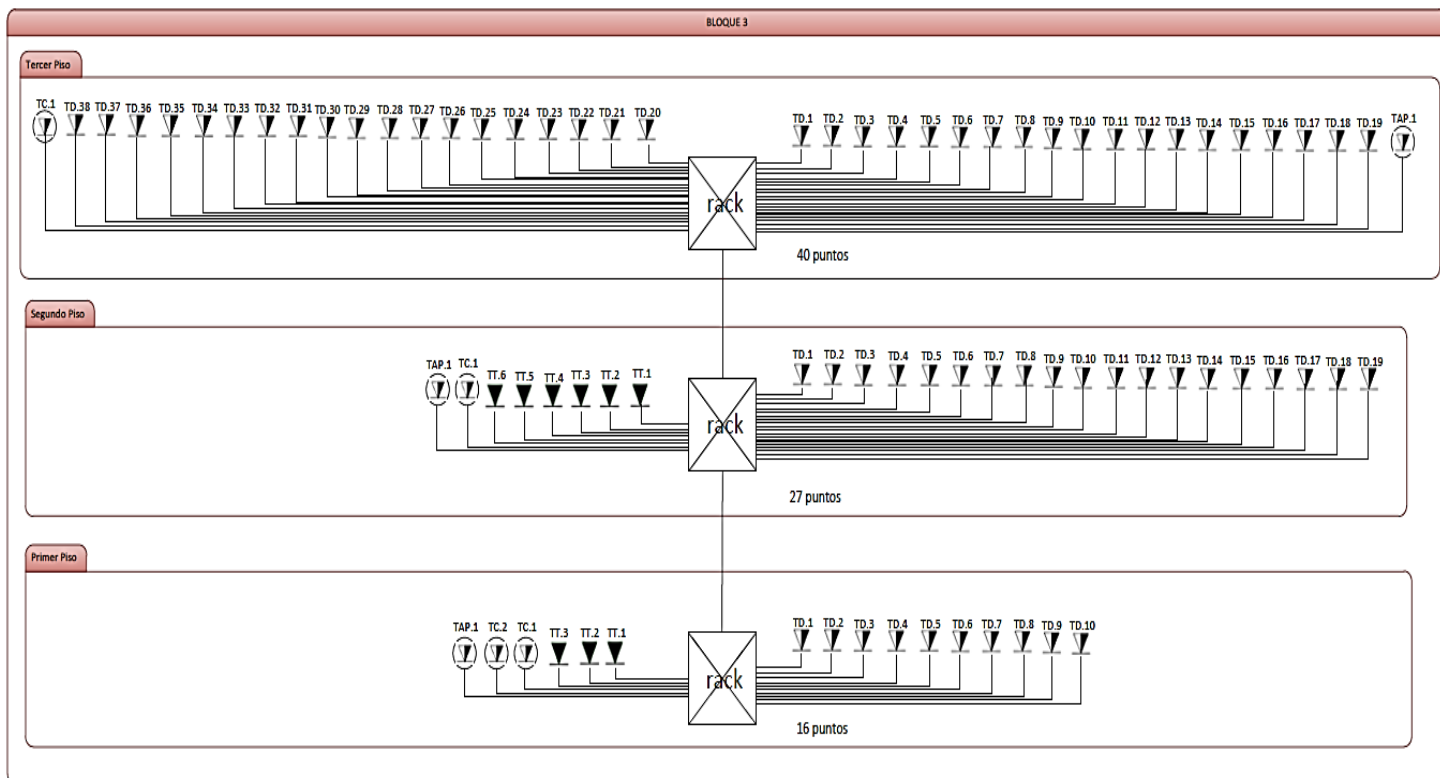 BLOQUE 3
Tercer Piso
TC.1 TD.38 TD.37 TD.36 TD.35 TD.34 TD.33 TD.32 TD.31 TD.30 TD.29 TD.28 TD.27 TD.26 TD.25 TD.24 TD.23 TD.22 TD.21 TD.20 TD.1 TD.2 TD.3 TD.4 TD.5 TD.6 TD.7 TD.8 TD.9 TD.10 TD.11 TD.12 TD.13 TD.14 TD.15 TD.16 TD.17 TD.18 TD.19 TAP.1
rack
40 puntos
Segundo Piso
TAP.1 TC.1 TT.6 TT.5 TT.4 TT.3 TT.2 TT.1 TD.1 TD.2 TD.3 TD.4 TD.5 TD.6 TD.7 TD.8 TD.9 TD.10 TD.11 TD.12 TD.13 TD.14 TD.15 TD.16 TD.17 TD.18 TD.19
rack
27 puntos
Primer Piso
TAP.1 TC.2 TC.1 TT.3 TT.2 TT.1 TD.1 TD.2 TD.3 TD.4 TD.5 TD.6 TD.7 TD.8 TD.9 TD.10
rack
16 puntos